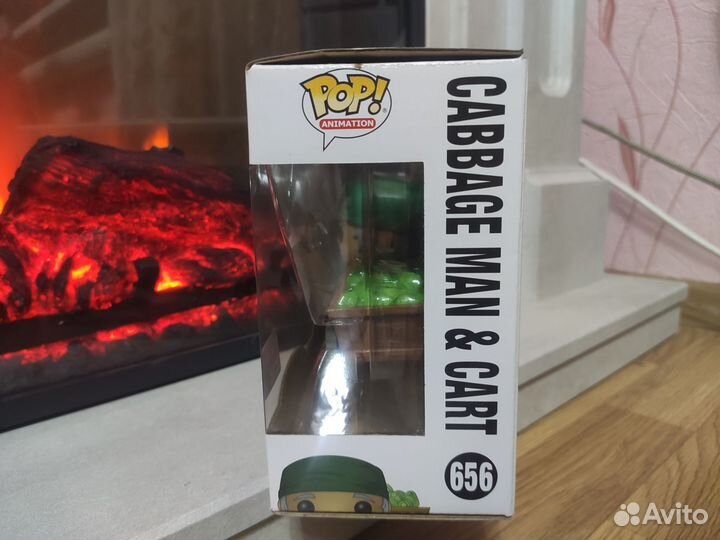 POP!
ANIMATION
CABBAGE MAN & CART
656
Avito